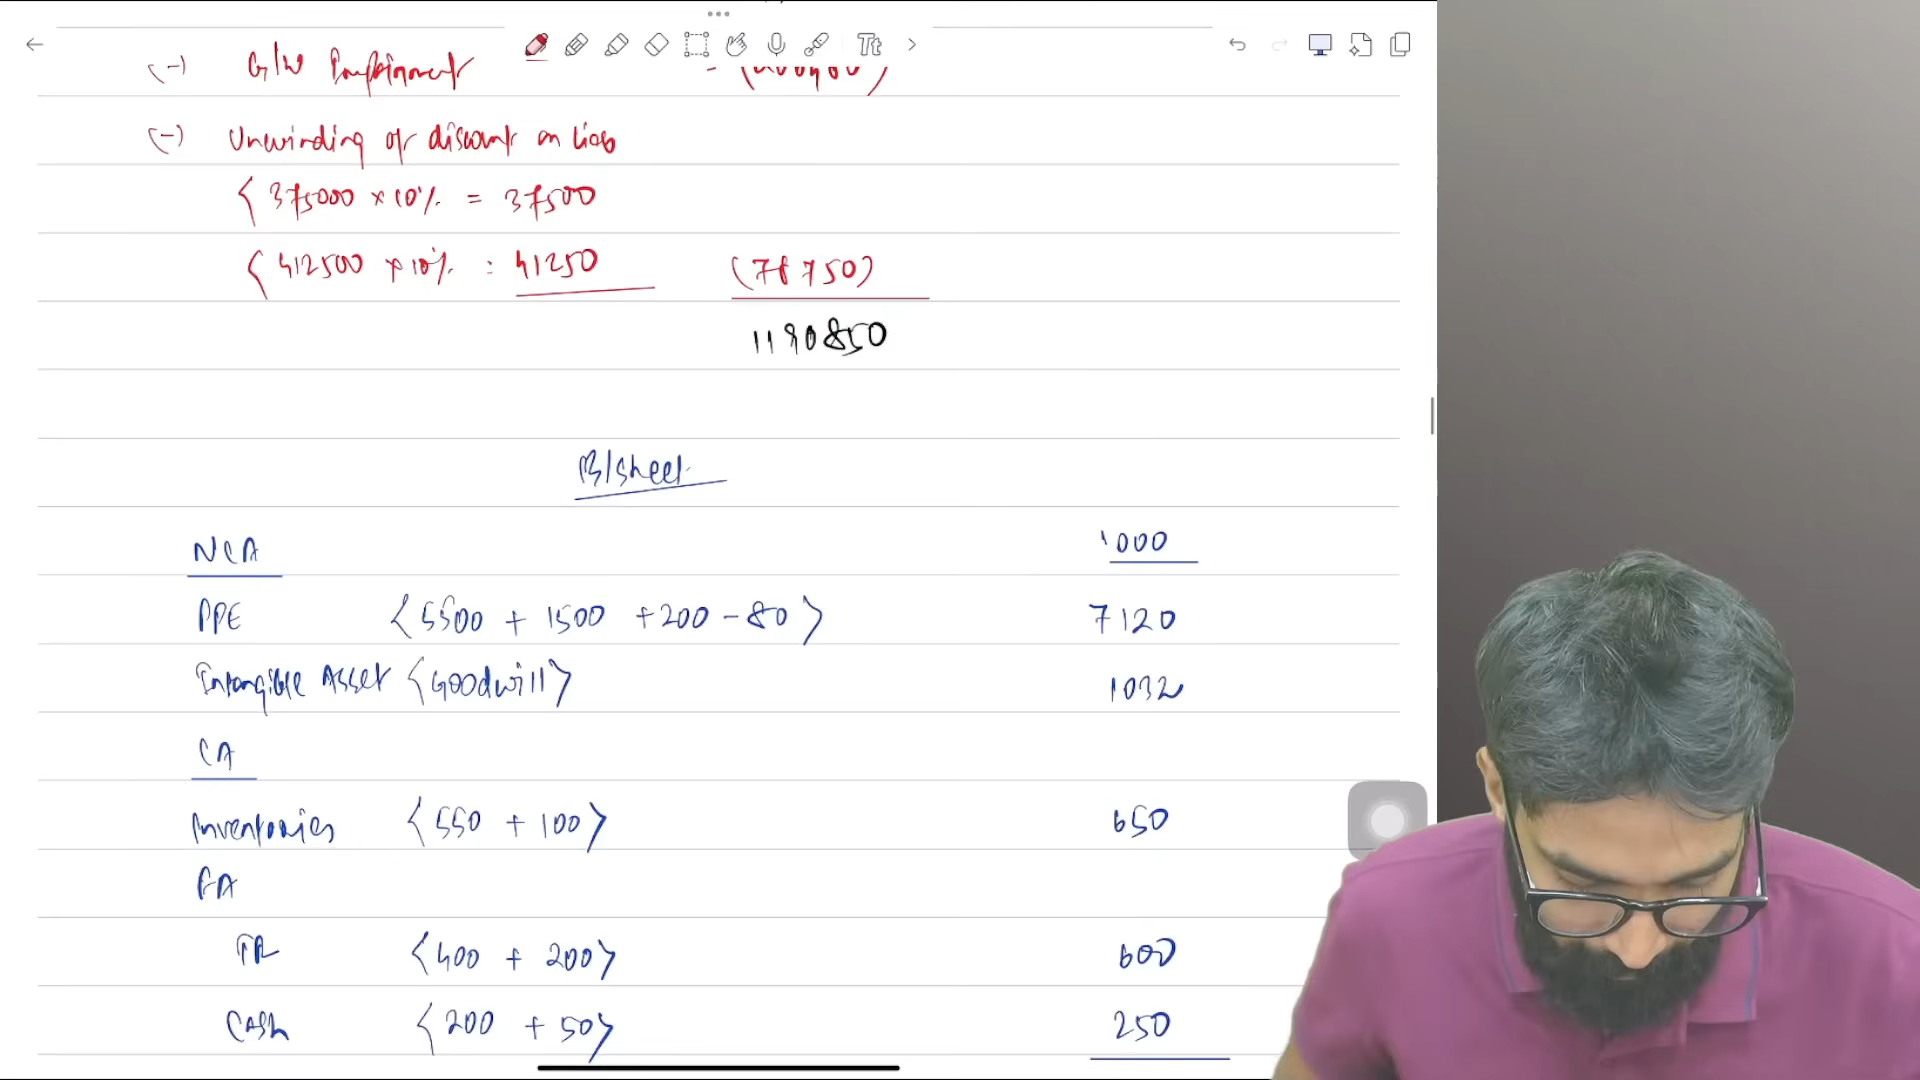 (-) G/W Impairment -
(-) Unwinding of discount on liab
375000 x 10% = 37500
412500 x 10% : 41250 (78750)
1190850
B/Sheet
NCA 1000
PPE <5500 + 1500 + 200 - 80> 7120
Intangible Asset <Goodwill> 1032
CA
Inventories <550 + 100> 650
FA
TR <400 + 200> 600
Cash <200 + 50> 250
Tt